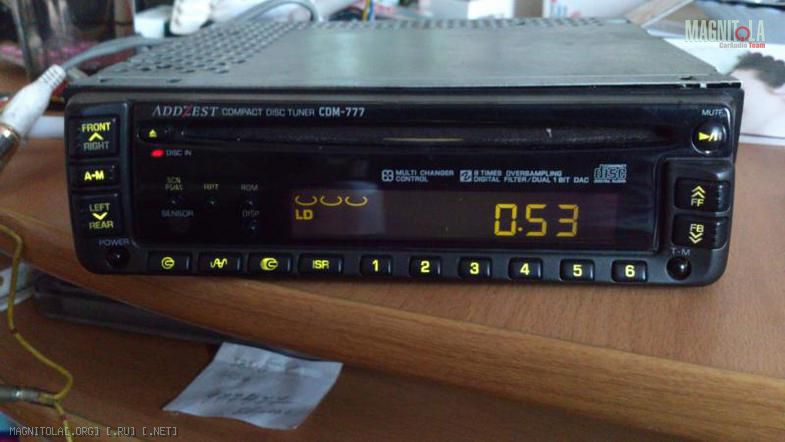 MAGNITOLA
CarAudio Team
ADDZEST COMPACT DISC TUNER CDM-777
MUTE
FRONT
RIGHT
DISC IN
A-M
SCN
RPT
ROM
MULTI CHANGER
CONTROL
8 TIMES OVERSAMPLING
DIGITAL FILTER/DUAL 1 BIT DAC
COMPACT
disc
DIGITAL AUDIO
FF
LEFT
REAR
SENSOR
DISP
LD
0:53
FB
POWER
T-M
ISR
1 2 3 4 5 6
MAGNITOLA[.ORG] [.RU] [.NET]